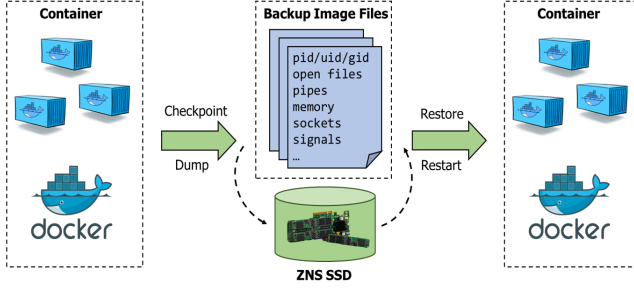 Container
docker
Checkpoint
Dump
Backup Image Files
pid/uid/gid
open files
pipes
memory
sockets
signals
…
ZNS SSD
Restore
Restart
Container
docker